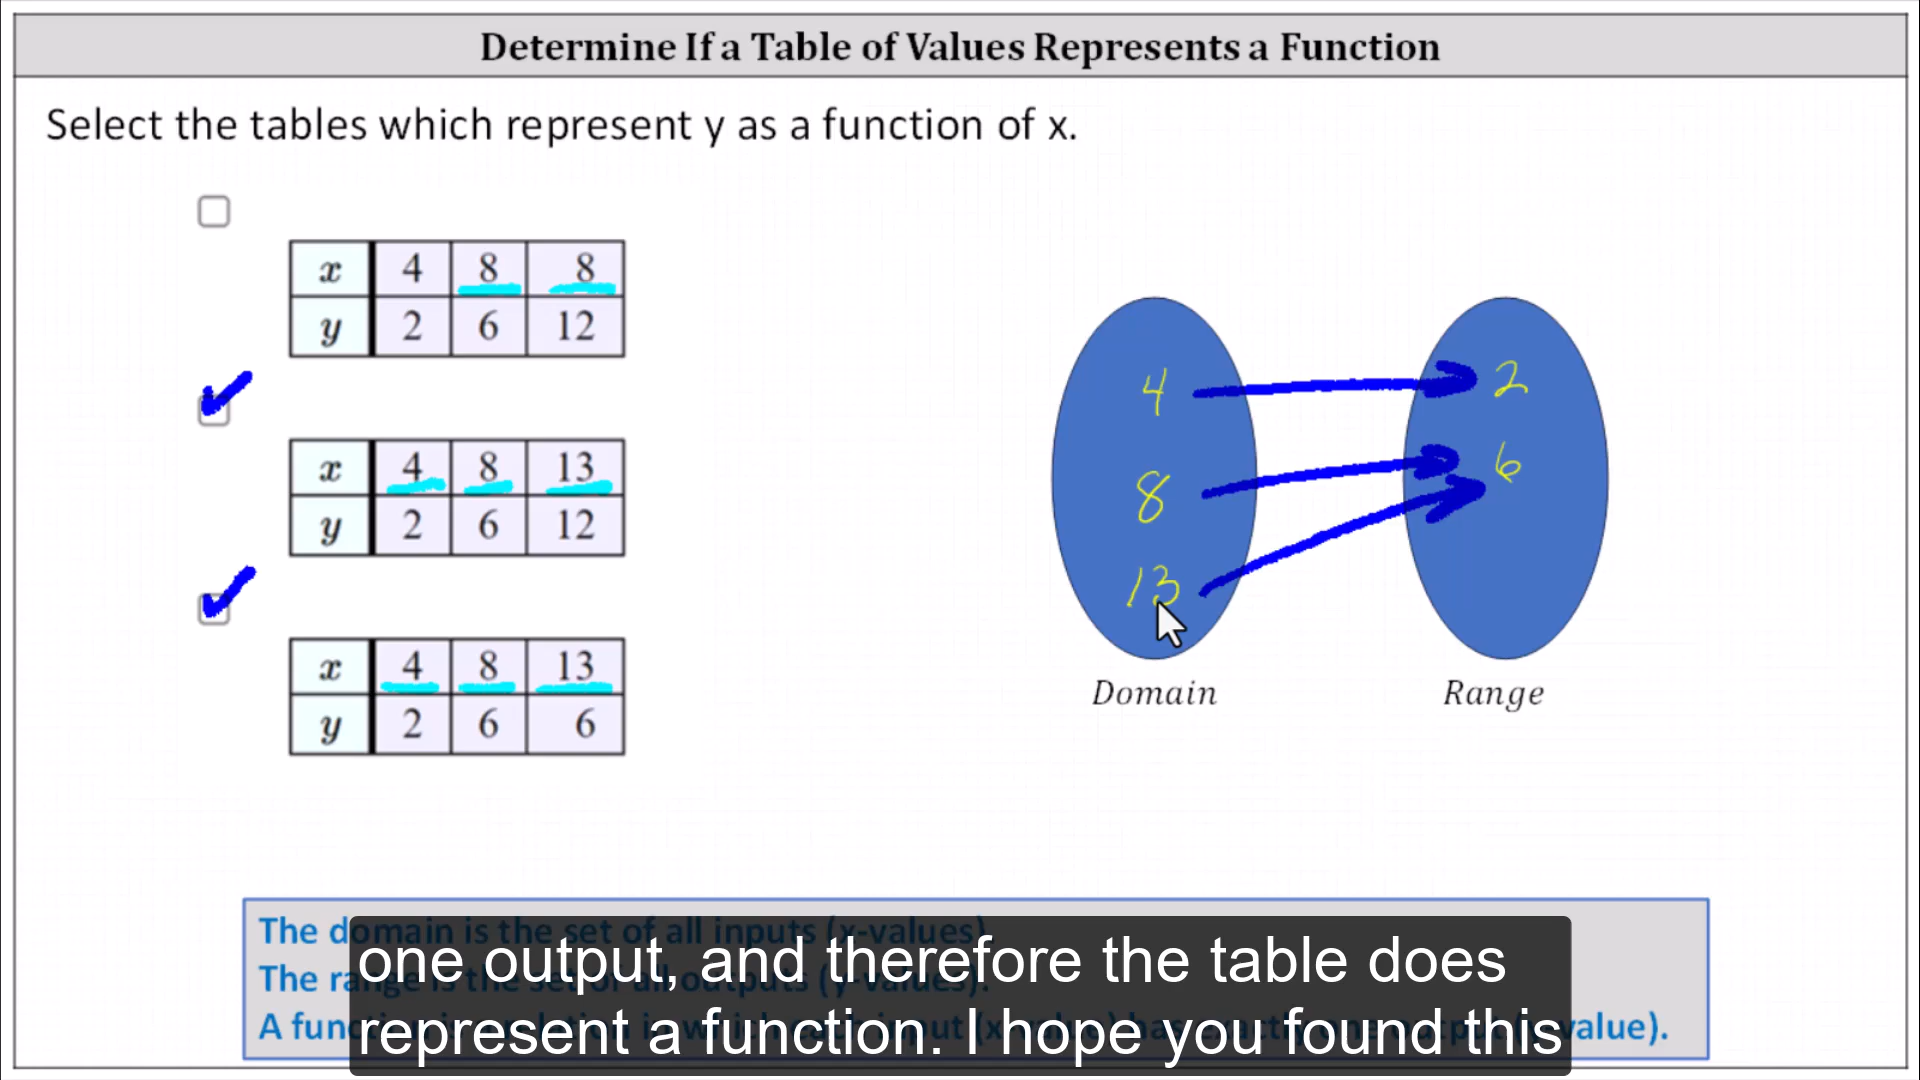 Determine If a Table of Values Represents a Function
Select the tables which represent y as a function of x.
x 4 8 8
y 2 6 12
x 4 8 13
y 2 6 12
x 4 8 13
y 2 6 6
4 2
8 6
13
Domain Range
The domain is the set of all inputs (x-values).
The range is the set of all outputs (y-values).
A function is a relation in which each input (x-value) has exactly one output (y-value).
one output, and therefore the table does
represent a function. I hope you found this